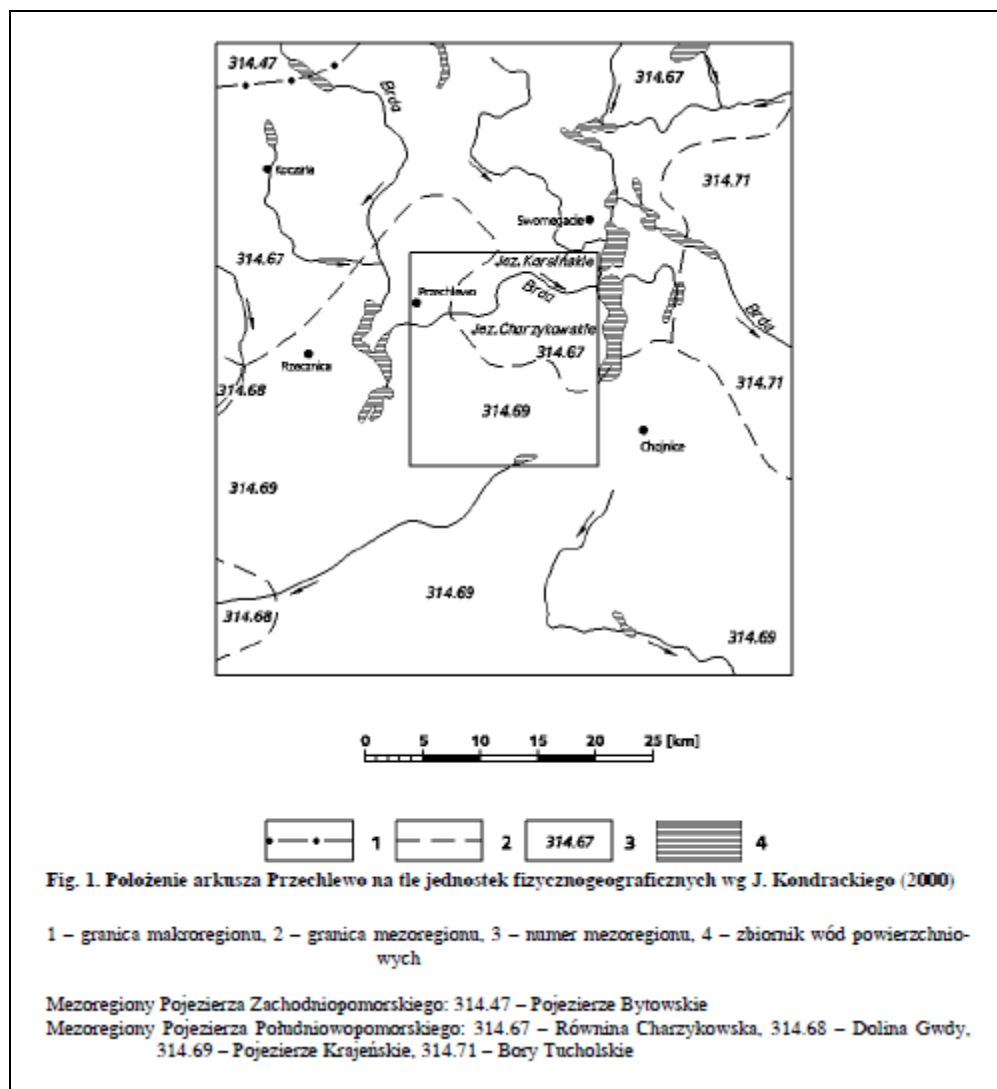 314.47
314.67
Brda
Koczała
314.71
Swornegacie
314.67
Jez. Karsińskie
Przechlewo
Brda
Brda
Jez. Charzykowskie
314.67
Rzecznica
314.68
314.71
314.69
Chojnice
314.69
314.69
314.68
314.69
0 5 10 15 20 25 [km]
1 2 314.67 3 4
Fig. 1. Położenie arkusza Przechlewo na tle jednostek fizycznogeograficznych wg J. Kondrackiego (2000)
1 – granica makroregionu, 2 – granica mezoregionu, 3 – numer mezoregionu, 4 – zbiornik wód powierzchnio-
wych
Mezoregiony Pojezierza Zachodniopomorskiego: 314.47 – Pojezierze Bytowskie
Mezoregiony Pojezierza Południowopomorskiego: 314.67 – Równina Charzykowska, 314.68 – Dolina Gwdy,
314.69 – Pojezierze Krajeńskie, 314.71 – Bory Tucholskie